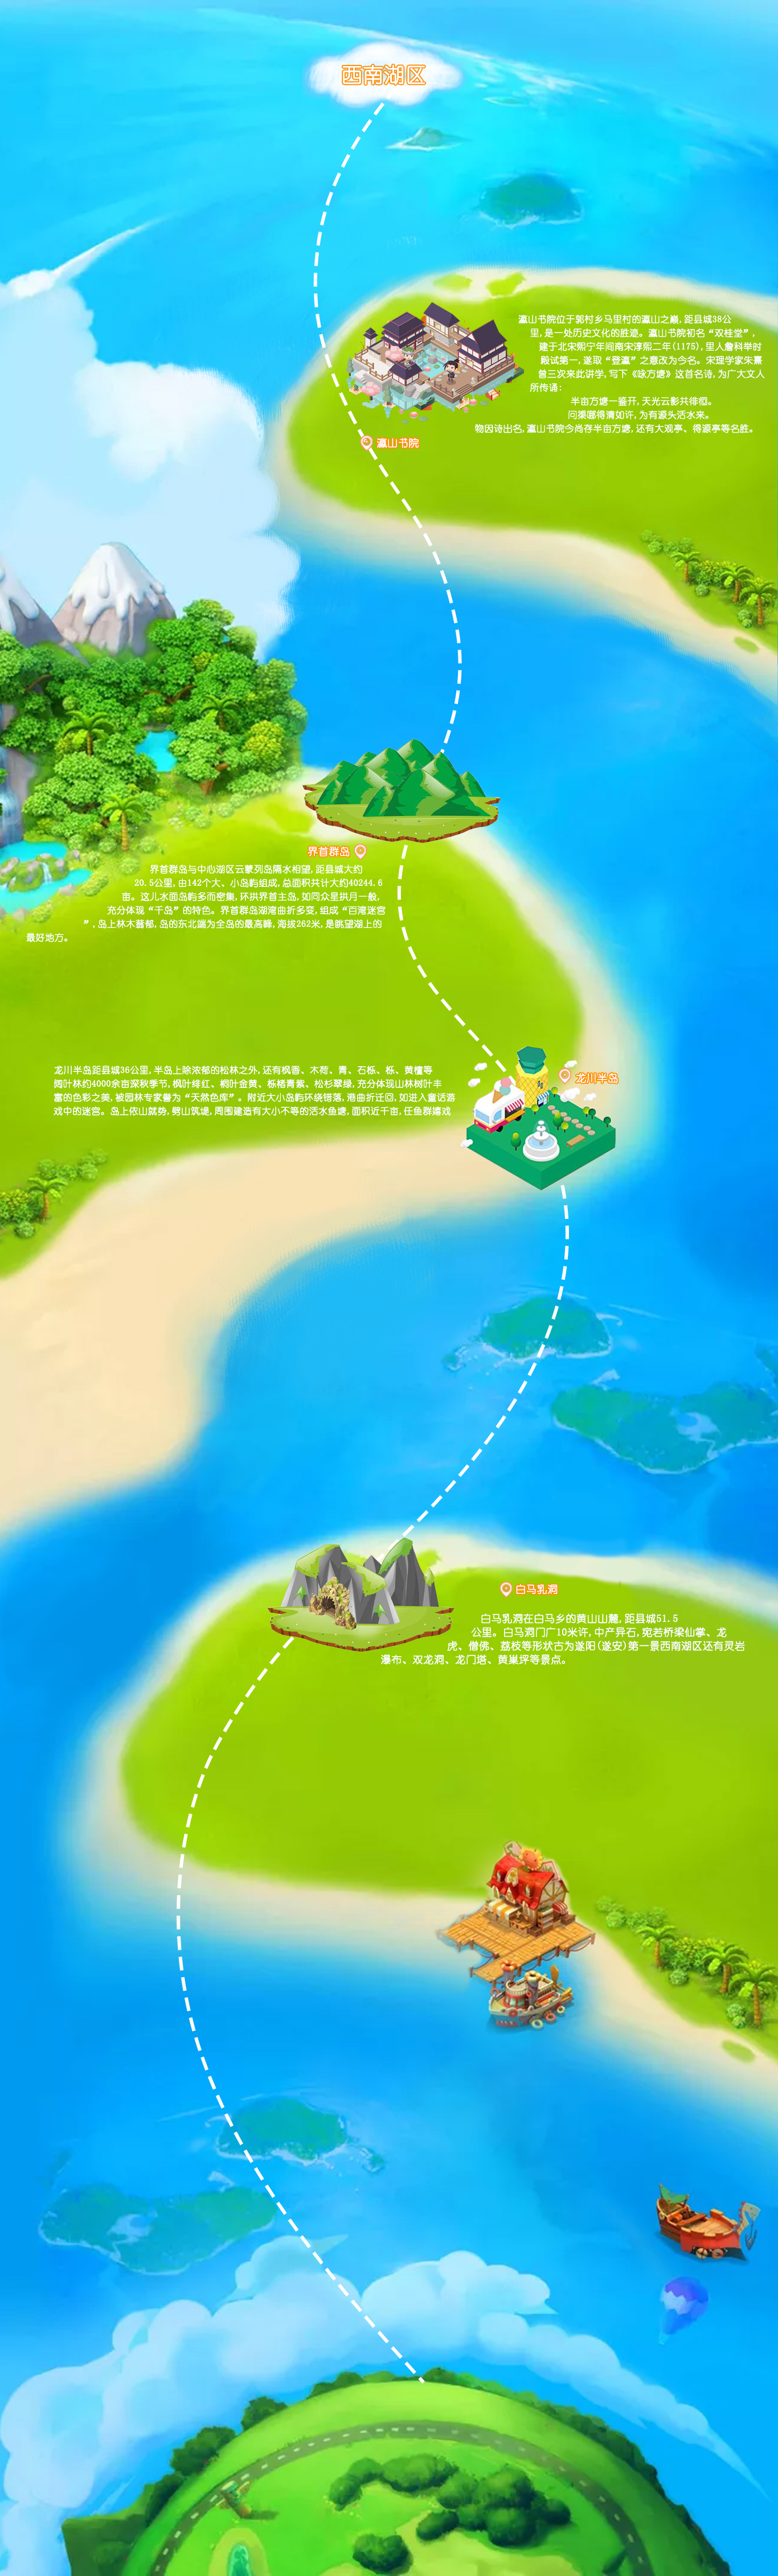 西南湖区
瀛山书院位于郭村乡马里村的瀛山之巅,距县城38公
里,是一处历史文化的胜迹。瀛山书院初名“双桂堂”,
建于北宋熙宁年间南宋淳熙二年(1175),里人詹科举时
殿试第一,遂取“登瀛”之意改为今名。宋理学家朱熹
曾三次来此讲学,写下《咏方塘》这首名诗,为广大文人
所传诵:
半亩方塘一鉴开,天光云影共徘徊。
问渠哪得清如许,为有源头活水来。
物因诗出名,瀛山书院今尚存半亩方塘,还有大观亭、得源亭等名胜。
瀛山书院
界首群岛
界首群岛与中心湖区云蒙列岛隔水相望,距县城大约
20.5公里,由142个大、小岛屿组成,总面积共计大约40244.6
亩。这儿水面岛屿多而密集,环拱界首主岛,如同众星拱月一般,
充分体现“千岛”的特色。界首群岛湖湾曲折多变,组成“百湾迷宫
”,岛上林木蓊郁,岛的东北端为全岛的最高峰,海拔262米,是眺望湖上的
最好地方。
龙川半岛
龙川半岛距县城36公里,半岛上除浓郁的松林之外,还有枫香、木荷、青、石栎、栎、黄檀等
阔叶林约4000余亩深秋季节,枫叶绯红、桐叶金黄、栎梧青紫、松杉翠绿,充分体现山林树叶丰
富的色彩之美,被园林专家誉为“天然色库”。附近大小岛屿环绕错落,港曲折迂回,如进入童话游
戏中的迷宫。岛上依山就势,劈山筑堤,周围建造有大小不等的活水鱼塘,面积近千亩,任鱼群嬉戏
白马乳洞
白马乳洞在白马乡的黄山山麓,距县城51.5
公里。白马洞门广10米许,中产异石,宛若桥梁仙掌、龙
虎、僧佛、荔枝等形状古为遂阳(遂安)第一景西南湖区还有灵岩
瀑布、双龙洞、龙门塔、黄巢坪等景点。